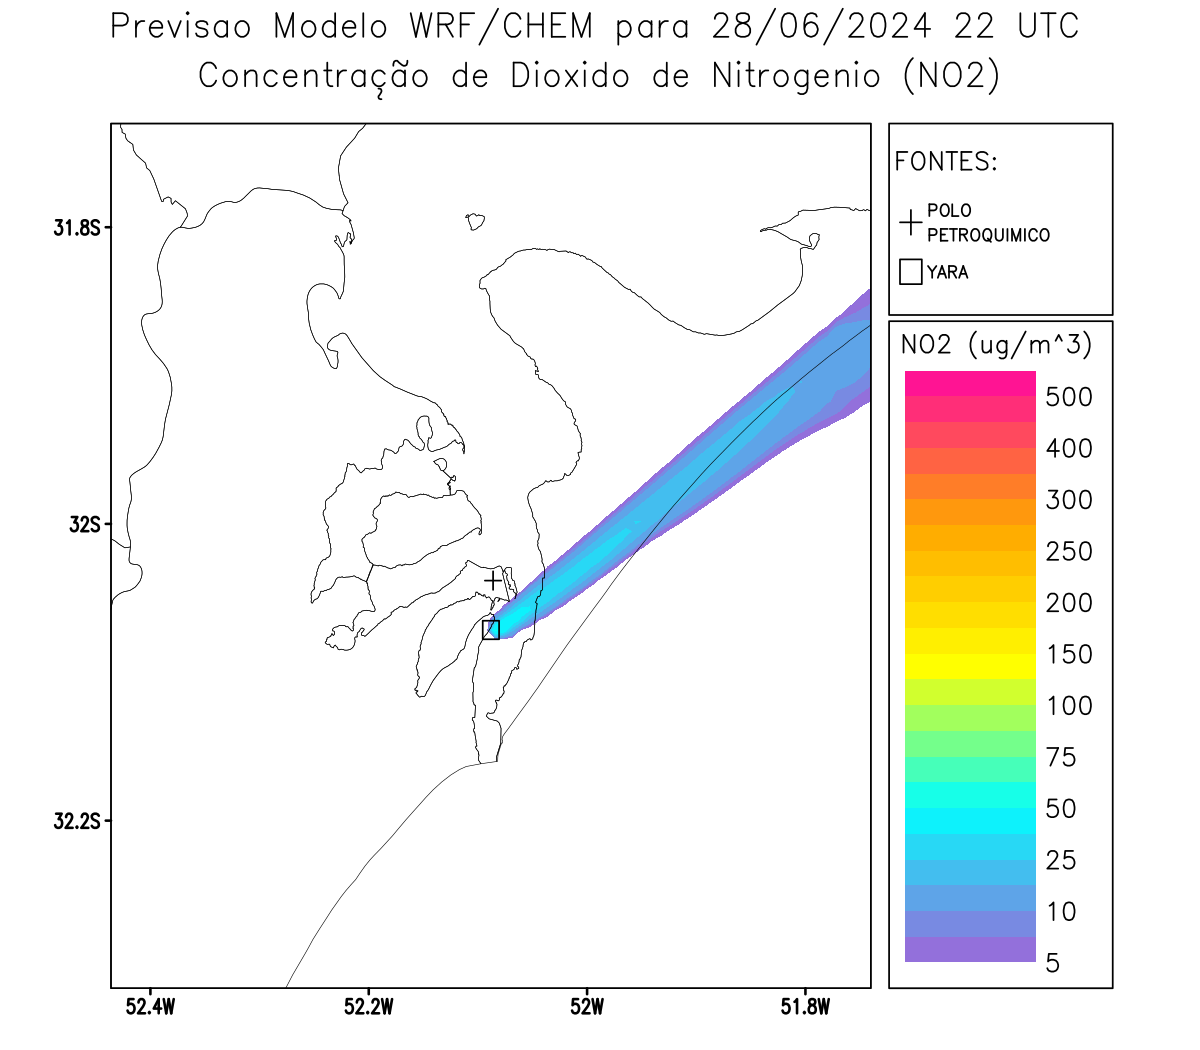 Previsao Modelo WRF/CHEM para 28/06/2024 22 UTC
Concentração de Dioxido de Nitrogenio (NO2)
FONTES:
POLO
PETROQUIMICO
YARA
NO2 (ug/m^3)
500
400
300
250
200
150
100
75
50
25
10
5
31.8S
32S
32.2S
52.4W
52.2W
52W
51.8W